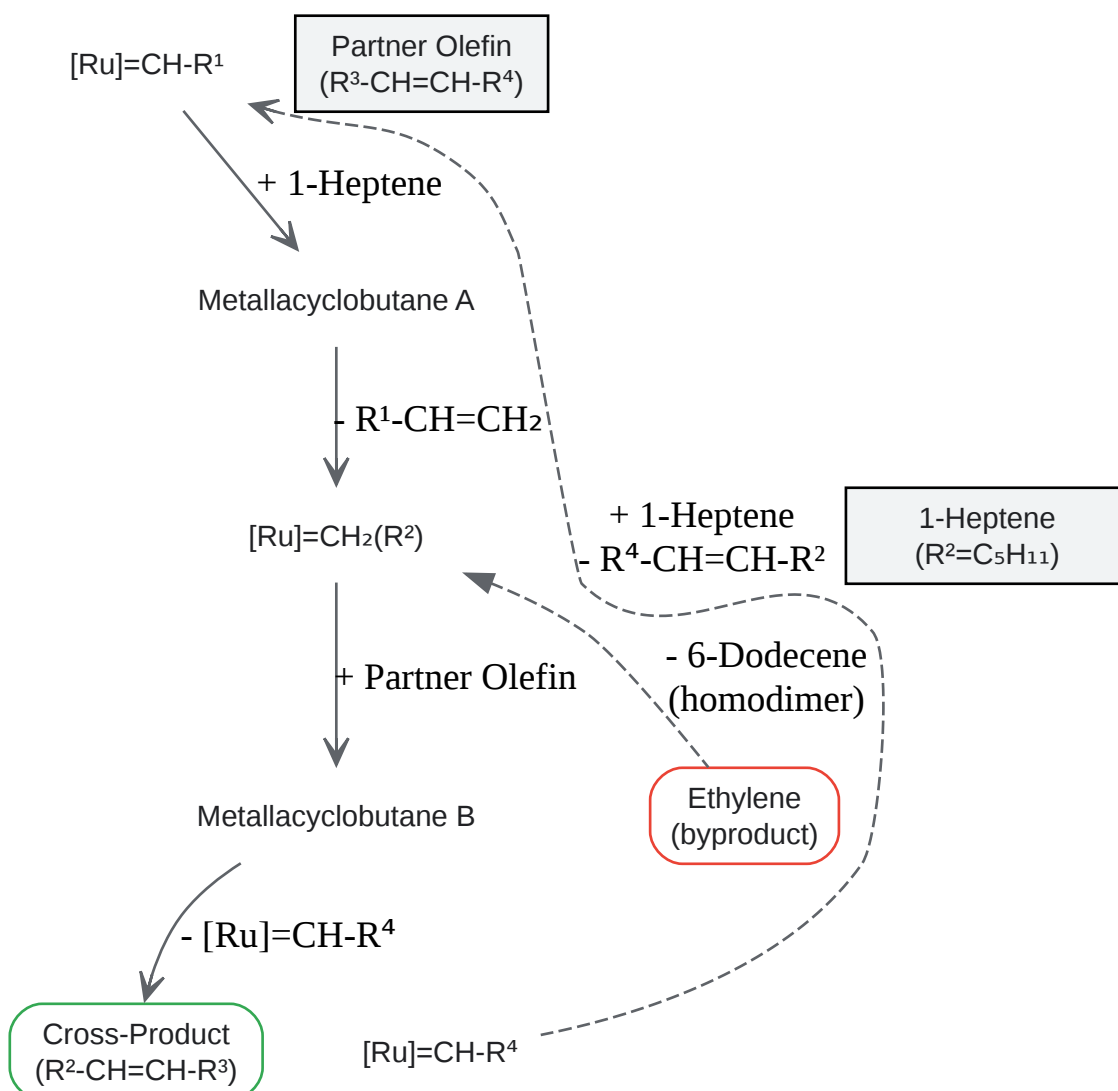 [Ru]=CH-R¹
Partner Olefin
(R³-CH=CH-R⁴)
+ 1-Heptene
Metallacyclobutane A
- R¹-CH=CH₂
[Ru]=CH₂(R²)
+ 1-Heptene
- R⁴-CH=CH-R²
1-Heptene
(R²=C₅H₁₁)
+ Partner Olefin
- 6-Dodecene
(homodimer)
Metallacyclobutane B
Ethylene
(byproduct)
- [Ru]=CH-R⁴
Cross-Product
(R²-CH=CH-R³)
[Ru]=CH-R⁴